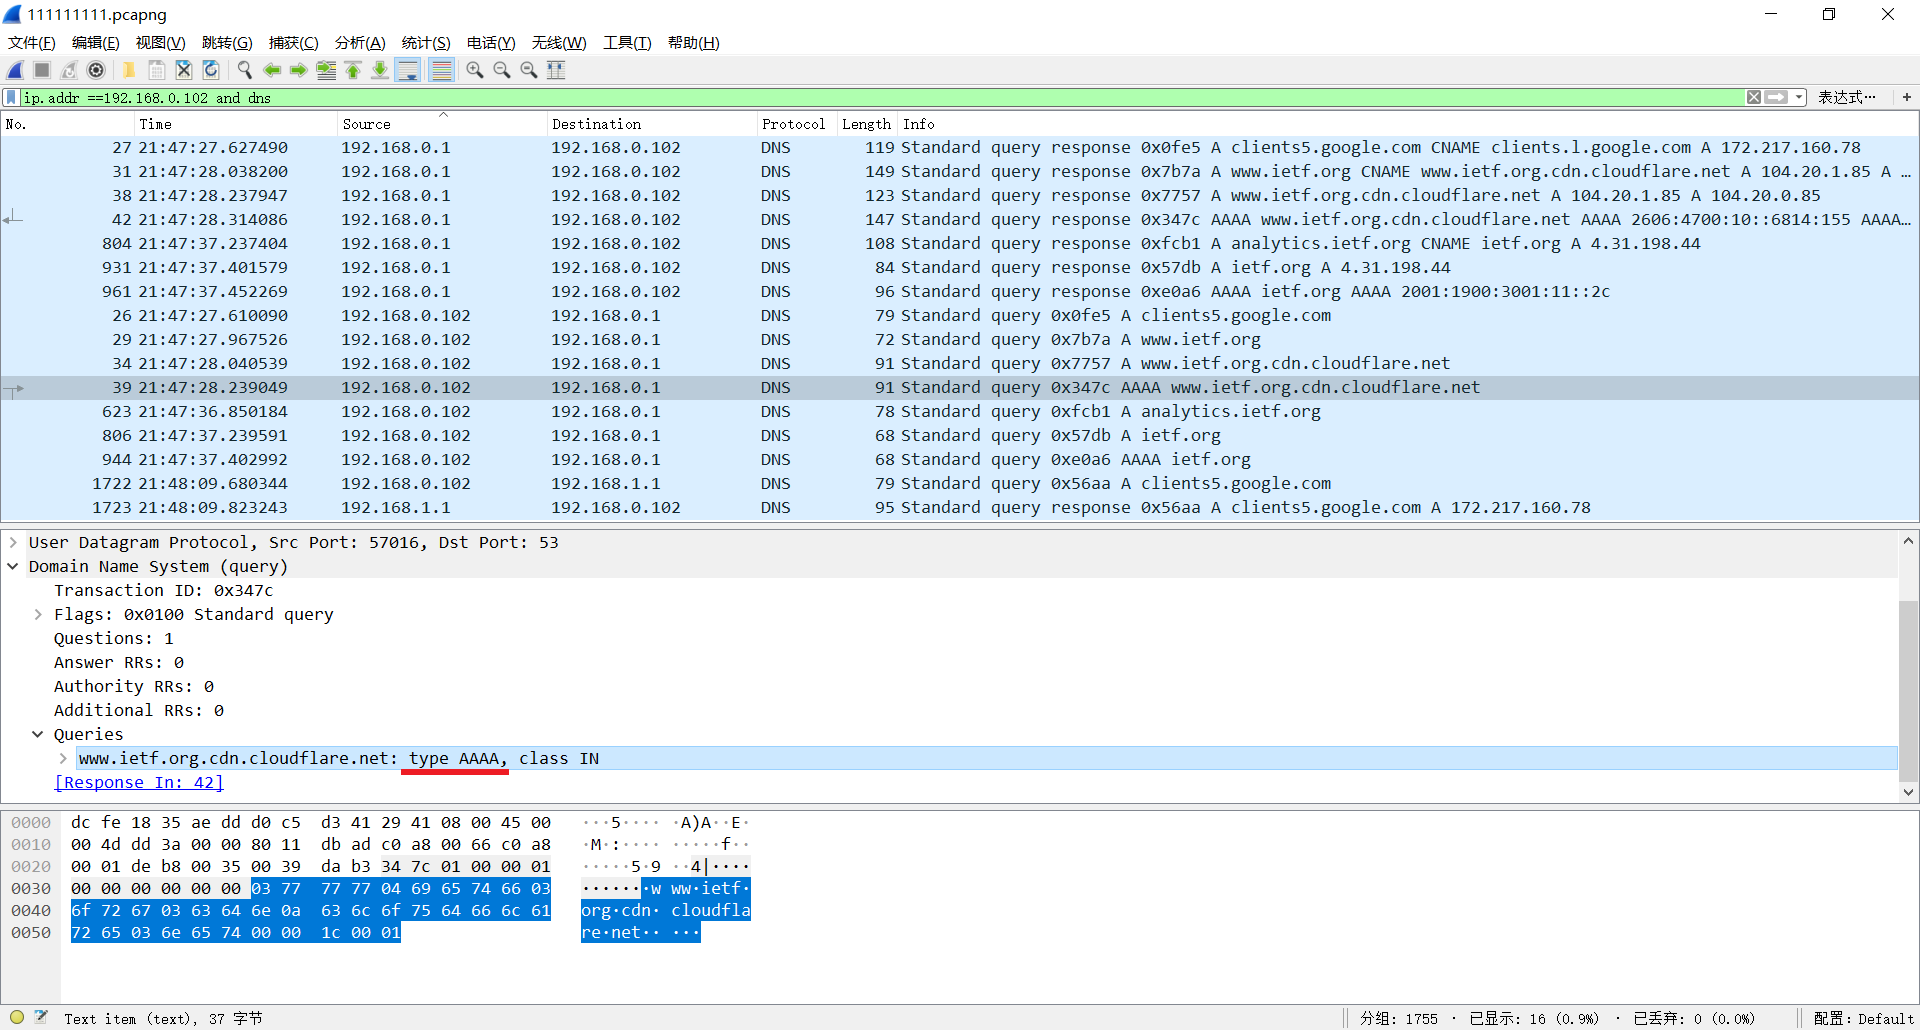 111111111.pcapng
文件(F) 编辑(E) 视图(V) 跳转(G) 捕获(C) 分析(A) 统计(S) 电话(Y) 无线(W) 工具(T) 帮助(H)
ip.addr ==192.168.0.102 and dns 表达式… +
No. Time Source Destination Protocol Length Info
27 21:47:27.627490 192.168.0.1 192.168.0.102 DNS 119 Standard query response 0x0fe5 A clients5.google.com CNAME clients.l.google.com A 172.217.160.78
31 21:47:28.038200 192.168.0.1 192.168.0.102 DNS 149 Standard query response 0x7b7a A www.ietf.org CNAME www.ietf.org.cdn.cloudflare.net A 104.20.1.85 A …
38 21:47:28.237947 192.168.0.1 192.168.0.102 DNS 123 Standard query response 0x7757 A www.ietf.org.cdn.cloudflare.net A 104.20.1.85 A 104.20.0.85
42 21:47:28.314086 192.168.0.1 192.168.0.102 DNS 147 Standard query response 0x347c AAAA www.ietf.org.cdn.cloudflare.net AAAA 2606:4700:10::6814:155 AAAA…
804 21:47:37.237404 192.168.0.1 192.168.0.102 DNS 108 Standard query response 0xfcb1 A analytics.ietf.org CNAME ietf.org A 4.31.198.44
931 21:47:37.401579 192.168.0.1 192.168.0.102 DNS 84 Standard query response 0x57db A ietf.org A 4.31.198.44
961 21:47:37.452269 192.168.0.1 192.168.0.102 DNS 96 Standard query response 0xe0a6 AAAA ietf.org AAAA 2001:1900:3001:11::2c
26 21:47:27.610090 192.168.0.102 192.168.0.1 DNS 79 Standard query 0x0fe5 A clients5.google.com
29 21:47:27.967526 192.168.0.102 192.168.0.1 DNS 72 Standard query 0x7b7a A www.ietf.org
34 21:47:28.040539 192.168.0.102 192.168.0.1 DNS 91 Standard query 0x7757 A www.ietf.org.cdn.cloudflare.net
39 21:47:28.239049 192.168.0.102 192.168.0.1 DNS 91 Standard query 0x347c AAAA www.ietf.org.cdn.cloudflare.net
623 21:47:36.850184 192.168.0.102 192.168.0.1 DNS 78 Standard query 0xfcb1 A analytics.ietf.org
806 21:47:37.239591 192.168.0.102 192.168.0.1 DNS 68 Standard query 0x57db A ietf.org
944 21:47:37.402992 192.168.0.102 192.168.0.1 DNS 68 Standard query 0xe0a6 AAAA ietf.org
1722 21:48:09.680344 192.168.0.102 192.168.1.1 DNS 79 Standard query 0x56aa A clients5.google.com
1723 21:48:09.823243 192.168.1.1 192.168.0.102 DNS 95 Standard query response 0x56aa A clients5.google.com A 172.217.160.78
User Datagram Protocol, Src Port: 57016, Dst Port: 53
Domain Name System (query)
Transaction ID: 0x347c
Flags: 0x0100 Standard query
Questions: 1
Answer RRs: 0
Authority RRs: 0
Additional RRs: 0
Queries
www.ietf.org.cdn.cloudflare.net: type AAAA, class IN
[Response In: 42]
0000 dc fe 18 35 ae dd d0 c5 d3 41 29 41 08 00 45 00 ···5···· ·A)A··E·
0010 00 4d dd 3a 00 00 80 11 db ad c0 a8 00 66 c0 a8 ·M·:···· ·····f··
0020 00 01 de b8 00 35 00 39 da b3 34 7c 01 00 00 01 ·····5·9 ··4|····
0030 00 00 00 00 00 00 03 77 77 77 04 69 65 74 66 03 ·······w ww·ietf·
0040 6f 72 67 03 63 64 6e 0a 63 6c 6f 75 64 66 6c 61 org·cdn· cloudfla
0050 72 65 03 6e 65 74 00 00 1c 00 01 re·net·· ···
Text item (text), 37 字节 分组: 1755 · 已显示: 16 (0.9%) · 已丢弃: 0 (0.0%) 配置: Default